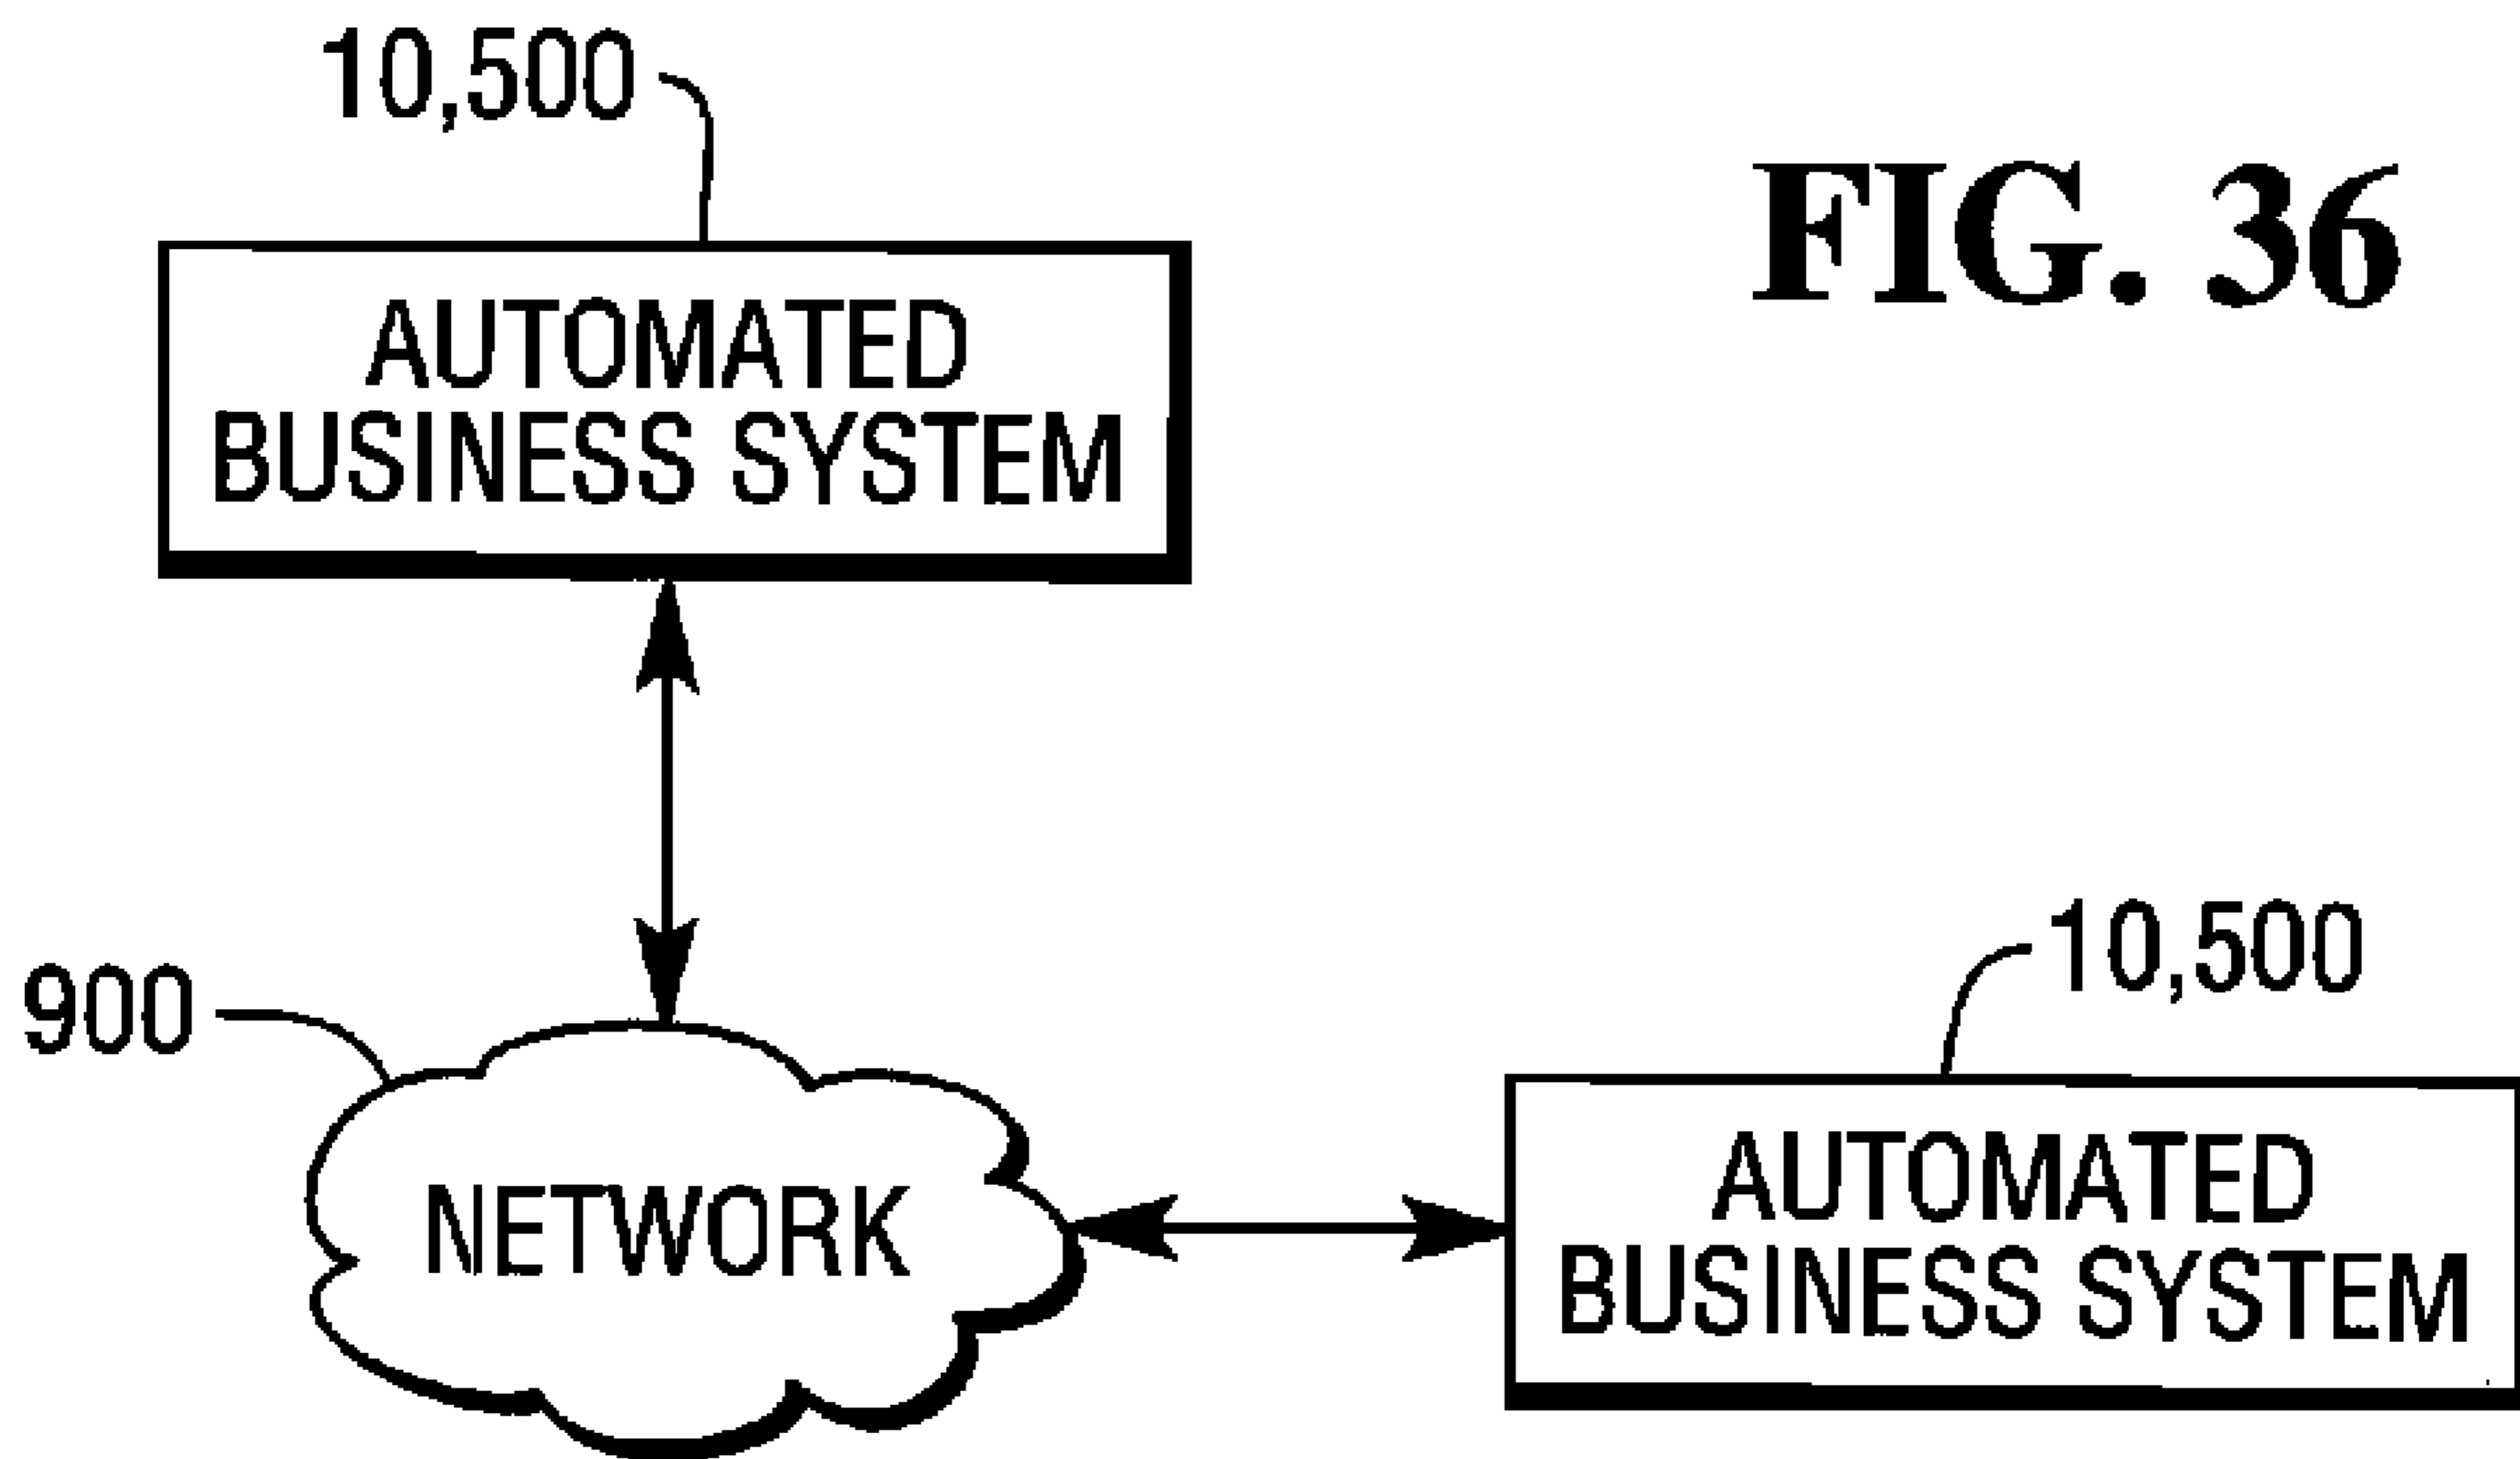 10,500
FIG. 36
AUTOMATED
BUSINESS SYSTEM
900
10,500
NETWORK
AUTOMATED
BUSINESS SYSTEM